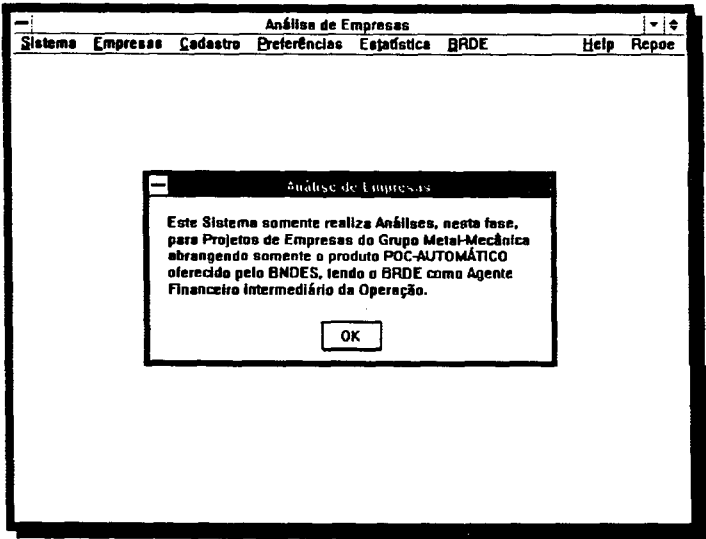 Análise de Empresas
Sistema Empresas Cadastro Preferências Estatística BRDE Help Repoe
Análise de Empresas
Este Sistema somente realiza Análises, nesta fase,
para Projetos de Empresas do Grupo Metal-Mecânica
abrangendo somente o produto POC-AUTOMÁTICO
oferecido pelo BNDES, tendo o BRDE como Agente
Financeiro intermediário da Operação.
OK